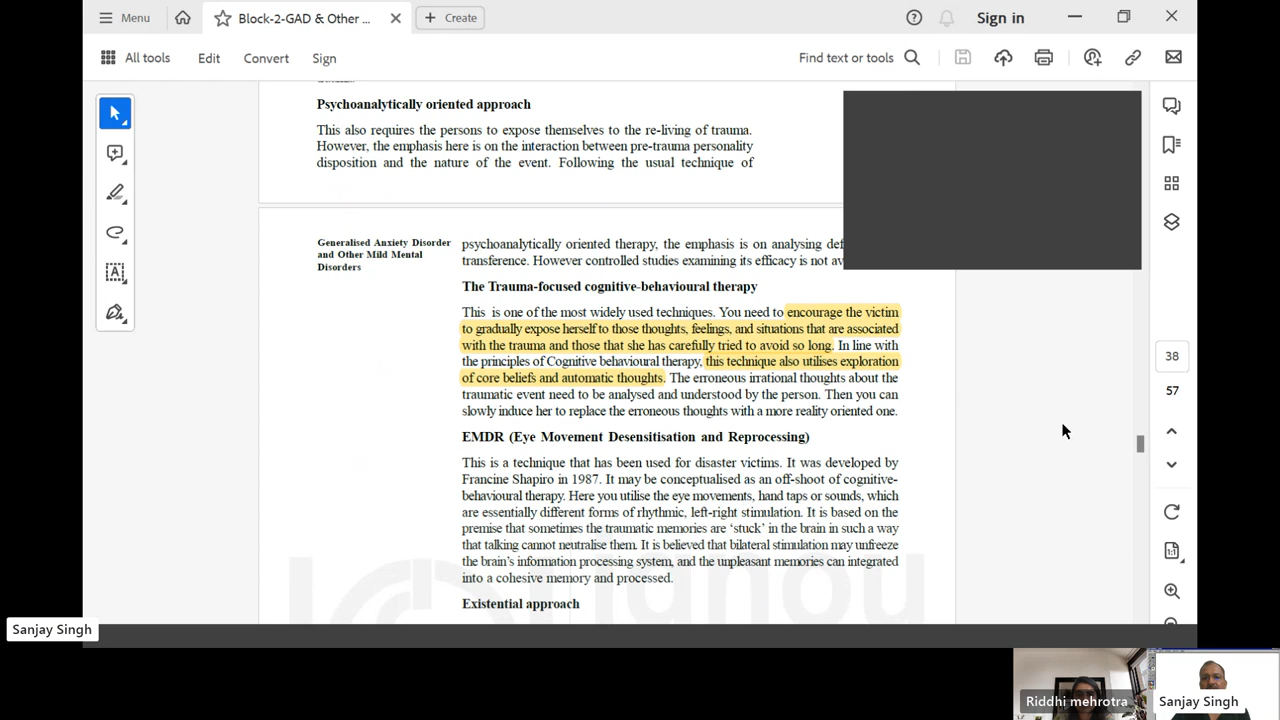 Menu
Block-2-GAD & Other ...
Create
Sign in
All tools
Edit
Convert
Sign
Find text or tools
Psychoanalytically oriented approach
This also requires the persons to expose themselves to the re-living of trauma.
However, the emphasis here is on the interaction between pre-trauma personality
disposition and the nature of the event. Following the usual technique of
Generalised Anxiety Disorder
and Other Mild Mental
Disorders
psychoanalytically oriented therapy, the emphasis is on analysing
transference. However controlled studies examining its efficacy is not
The Trauma-focused cognitive-behavioural therapy
This is one of the most widely used techniques. You need to encourage the victim
to gradually expose herself to those thoughts, feelings, and situations that are associated
with the trauma and those that she has carefully tried to avoid so long. In line with
the principles of Cognitive behavioural therapy, this technique also utilises exploration
of core beliefs and automatic thoughts. The erroneous irrational thoughts about the
traumatic event need to be analysed and understood by the person. Then you can
slowly induce her to replace the erroneous thoughts with a more reality oriented one.
EMDR (Eye Movement Desensitisation and Reprocessing)
This is a technique that has been used for disaster victims. It was developed by
Francine Shapiro in 1987. It may be conceptualised as an off-shoot of cognitive-
behavioural therapy. Here you utilise the eye movements, hand taps or sounds, which
are essentially different forms of rhythmic, left-right stimulation. It is based on the
premise that sometimes the traumatic memories are ‘stuck’ in the brain in such a way
that talking cannot neutralise them. It is believed that bilateral stimulation may unfreeze
the brain’s information processing system, and the unpleasant memories can integrated
into a cohesive memory and processed.
Existential approach
38
57
1:1
Sanjay Singh
Riddhi mehrotra
Sanjay Singh